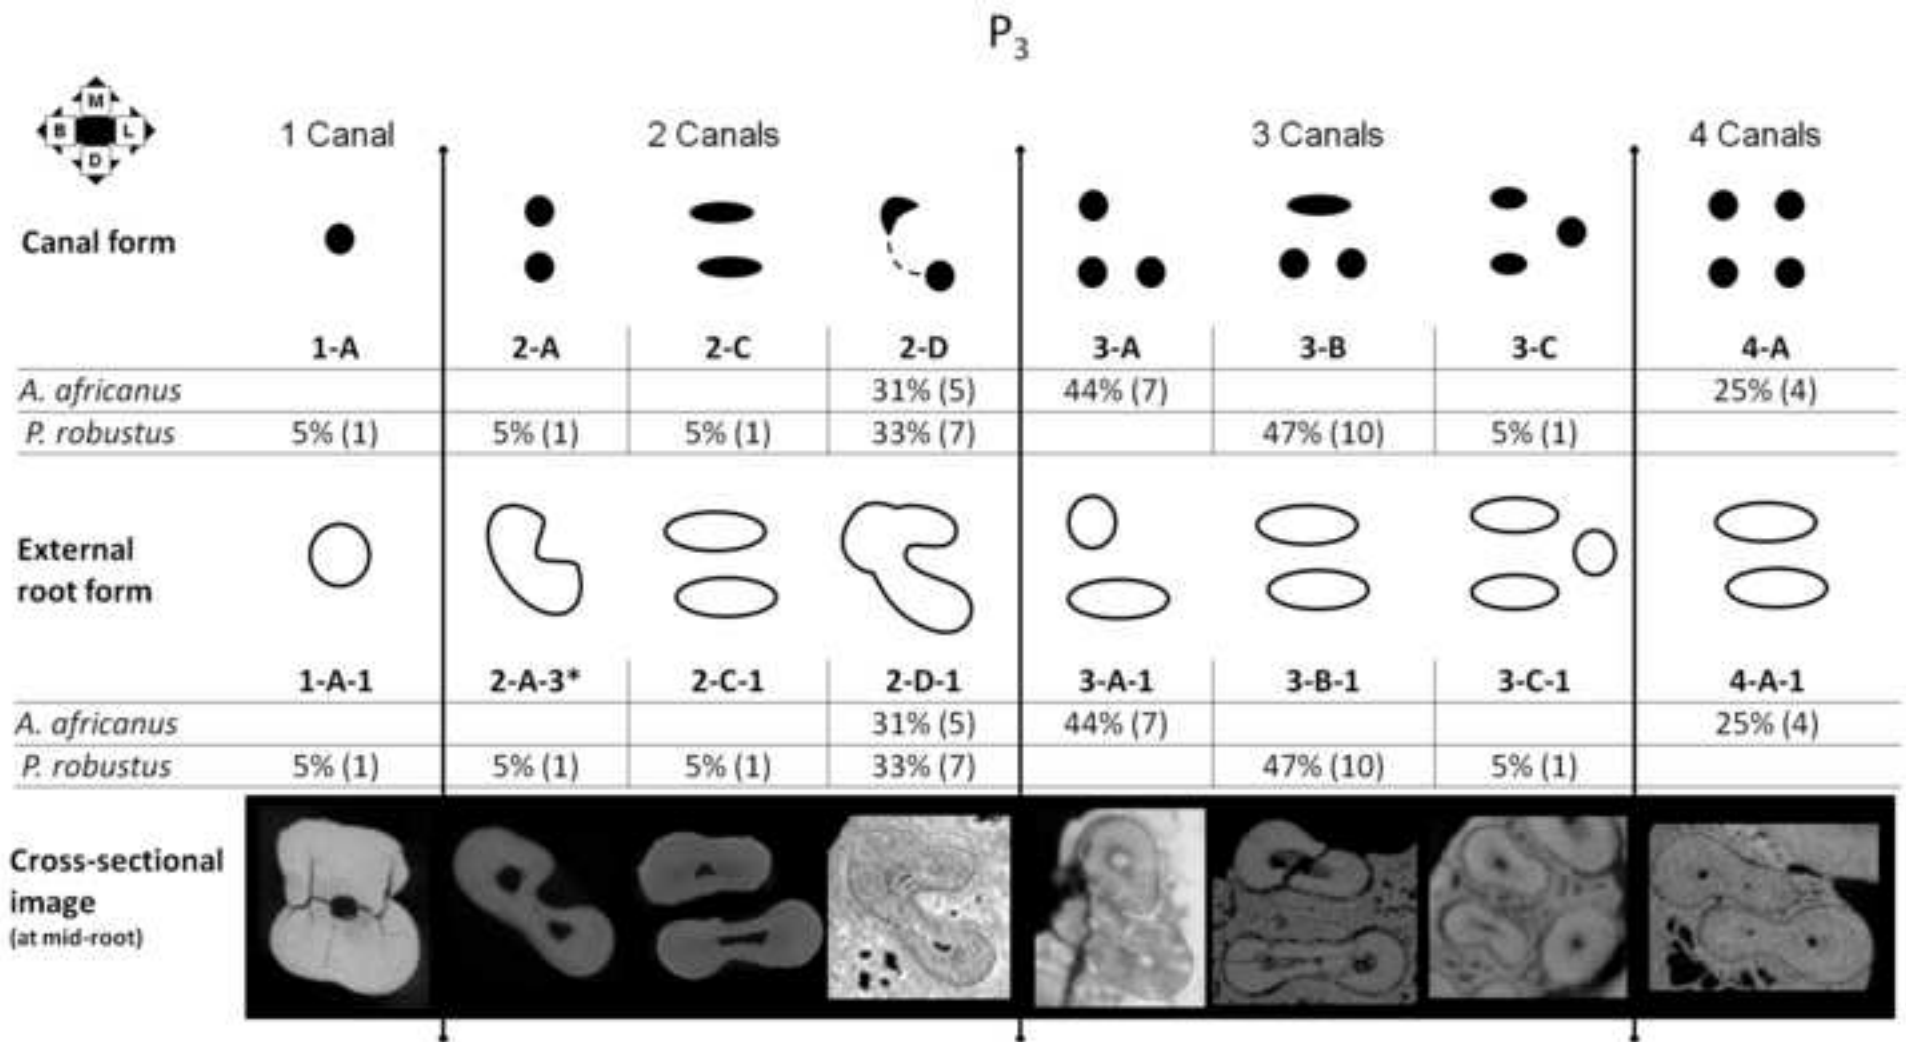 P3
M
B L
D
1 Canal 2 Canals 3 Canals 4 Canals
Canal form
1-A 2-A 2-C 2-D 3-A 3-B 3-C 4-A
A. africanus 31% (5) 44% (7) 25% (4)
P. robustus 5% (1) 5% (1) 5% (1) 33% (7) 47% (10) 5% (1)
External
root form
1-A-1 2-A-3* 2-C-1 2-D-1 3-A-1 3-B-1 3-C-1 4-A-1
A. africanus 31% (5) 44% (7) 25% (4)
P. robustus 5% (1) 5% (1) 5% (1) 33% (7) 47% (10) 5% (1)
Cross-sectional
image
(at mid-root)